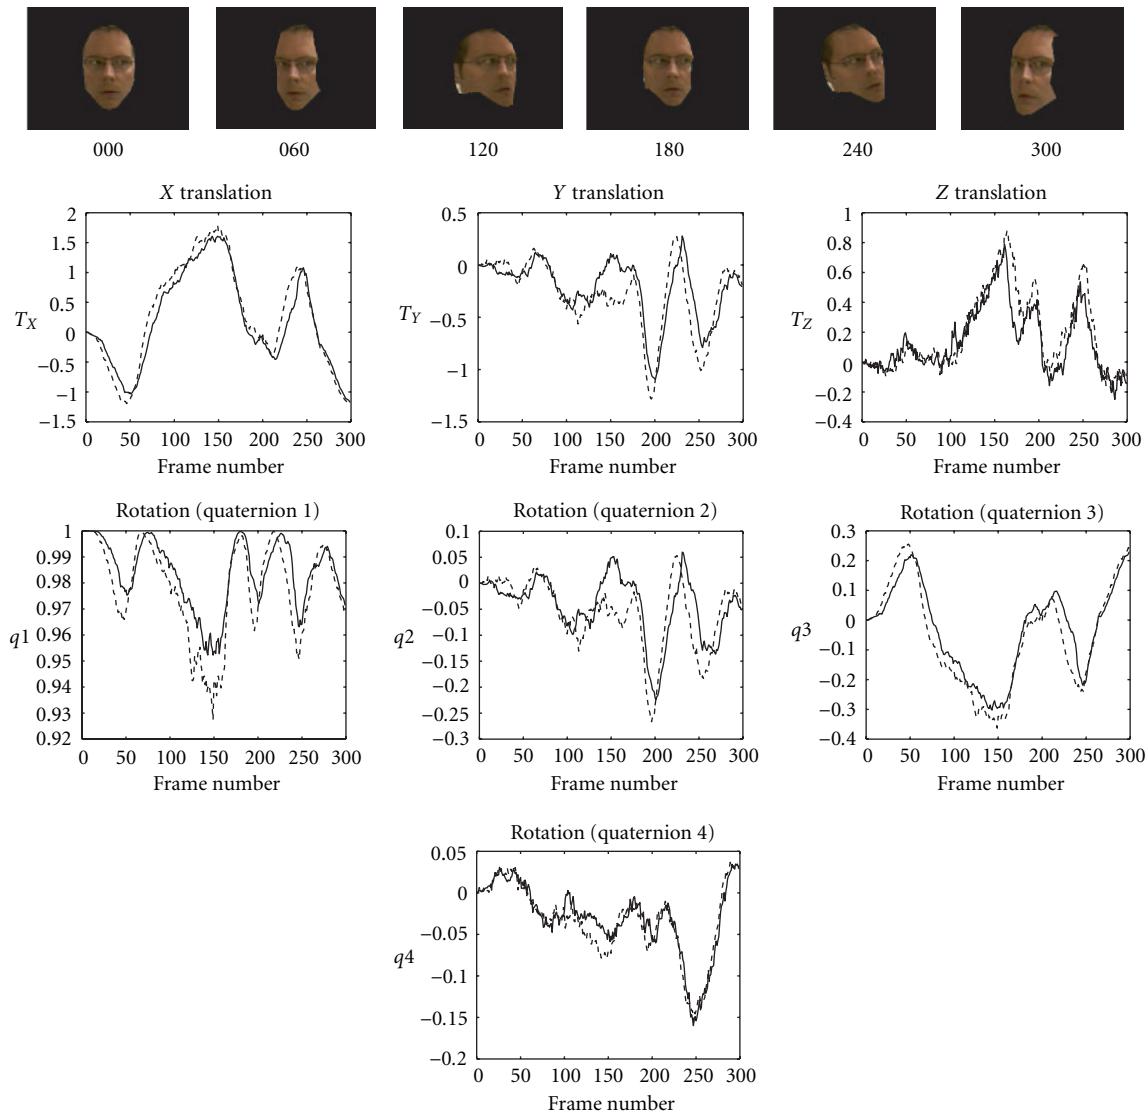 000 060 120 180 240 300
X translation Y translation Z translation
2
1.5
1
0.5
0
−0.5
−1
−1.5
T_X
0 50 100 150 200 250 300
Frame number
0.5
0
−0.5
−1
−1.5
T_Y
0 50 100 150 200 250 300
Frame number
1
0.8
0.6
0.4
0.2
0
−0.2
−0.4
T_Z
0 50 100 150 200 250 300
Frame number
Rotation (quaternion 1)
1
0.99
0.98
0.97
0.96
0.95
0.94
0.93
0.92
q1
0 50 100 150 200 250 300
Frame number
Rotation (quaternion 2)
0.1
0.05
0
−0.05
−0.1
−0.15
−0.2
−0.25
−0.3
q2
0 50 100 150 200 250 300
Frame number
Rotation (quaternion 3)
0.3
0.2
0.1
0
−0.1
−0.2
−0.3
−0.4
q3
0 50 100 150 200 250 300
Frame number
Rotation (quaternion 4)
0.05
0
−0.05
−0.1
−0.15
−0.2
q4
0 50 100 150 200 250 300
Frame number